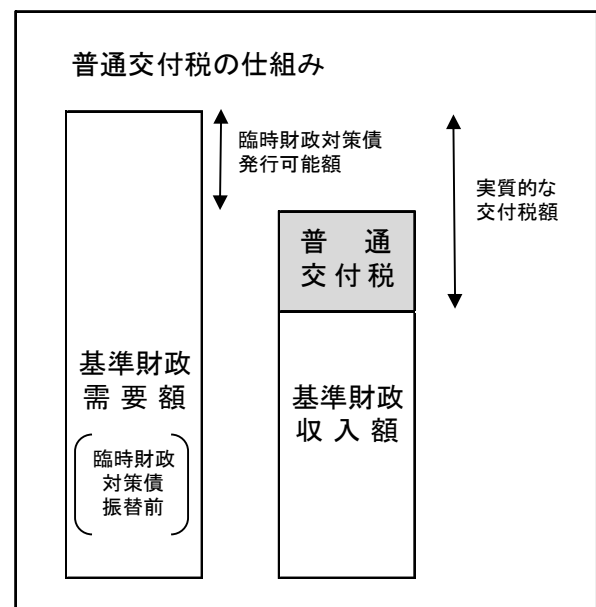 普通交付税の仕組み
臨時財政対策債
発行可能額
実質的な
交付税額
普通
交付税
基準財政
需要額
臨時財政
対策債
振替前
基準財政
収入額